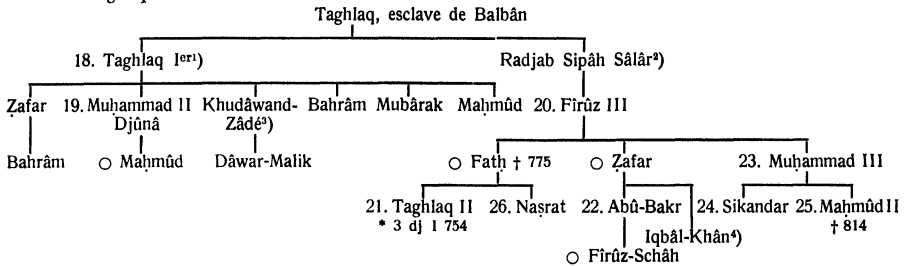 Taghlaq, esclave de Balbân
18. Taghlaq Ier1) Radjab Sipâh Sâlâr2)
Ẓafar 19. Muḥammad II Khudâwand- Bahrâm Mubârak Maḥmûd 20. Fîrûz III
Djûnâ Zâdé3)
Bahrâm ○ Maḥmûd Dâwar-Malik ○ Fatḥ † 775 ○ Ẓafar 23. Muḥammad III
21. Taghlaq II 26. Naṣrat 22. Abû-Bakr 24. Sikandar 25. Maḥmûd II
* 3 dj I 754 † 814
Iqbâl-Khân4)
○ Fîrûz-Schâh